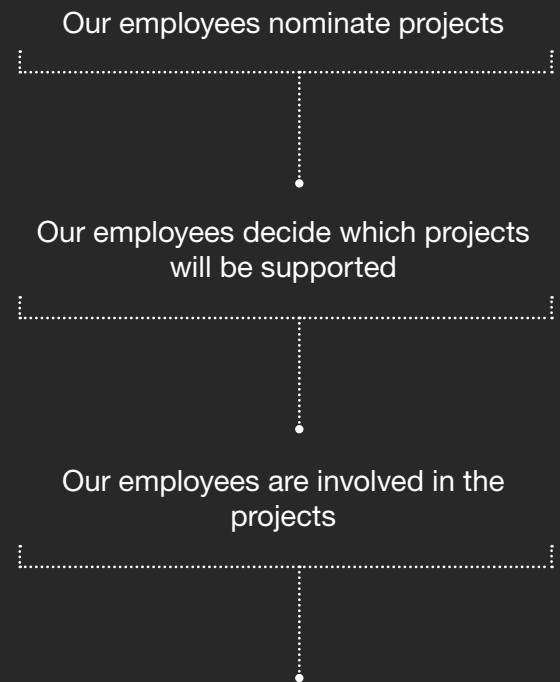 Our employees nominate projects
Our employees decide which projects
will be supported
Our employees are involved in the
projects